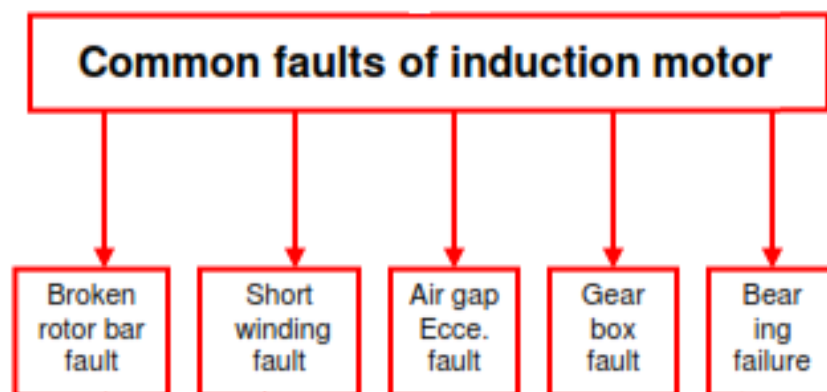 Common faults of induction motor
Broken
rotor bar
fault
Short
winding
fault
Air gap
Ecce.
fault
Gear
box
fault
Bear
ing
failure